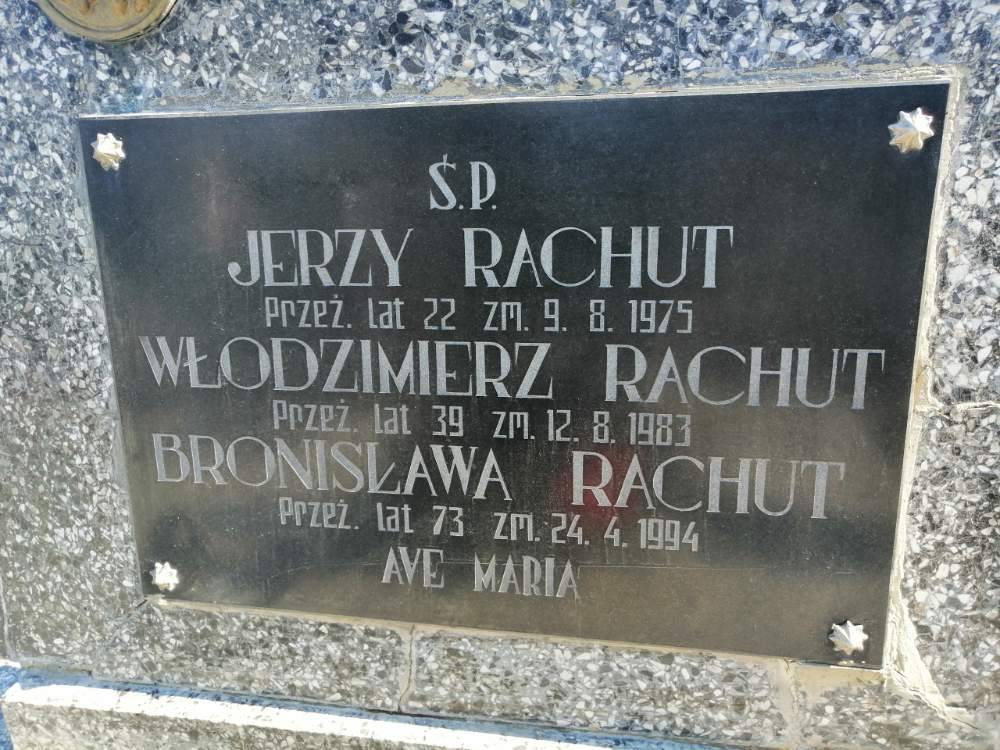 Ś.P.
JERZY RACHUT
Przeż. lat 22 zm. 9. 8. 1975
WŁODZIMIERZ RACHUT
Przeż. lat 39 zm. 12. 8. 1983
BRONISŁAWA RACHUT
Przeż. lat 73 zm. 24. 4. 1994
AVE MARIA